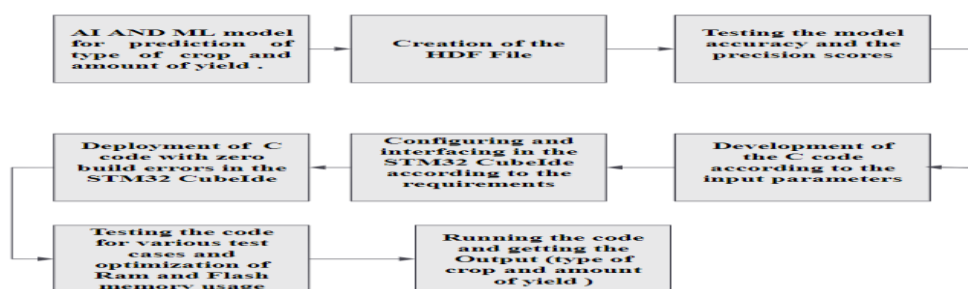 AI AND ML model
for prediction of
type of crop and
amount of yield .
Creation of the
HDF File
Testing the model
accuracy and the
precision scores
Development of
the C code
according to the
input parameters
Configuring and
interfacing in the
STM32 CubeIde
according to the
requirements
Deployment of C
code with zero
build errors in the
STM32 CubeIde
Testing the code
for various test
cases and
optimization of
Ram and Flash
memory usage
Running the code
and getting the
Output (type of
crop and amount
of yield )